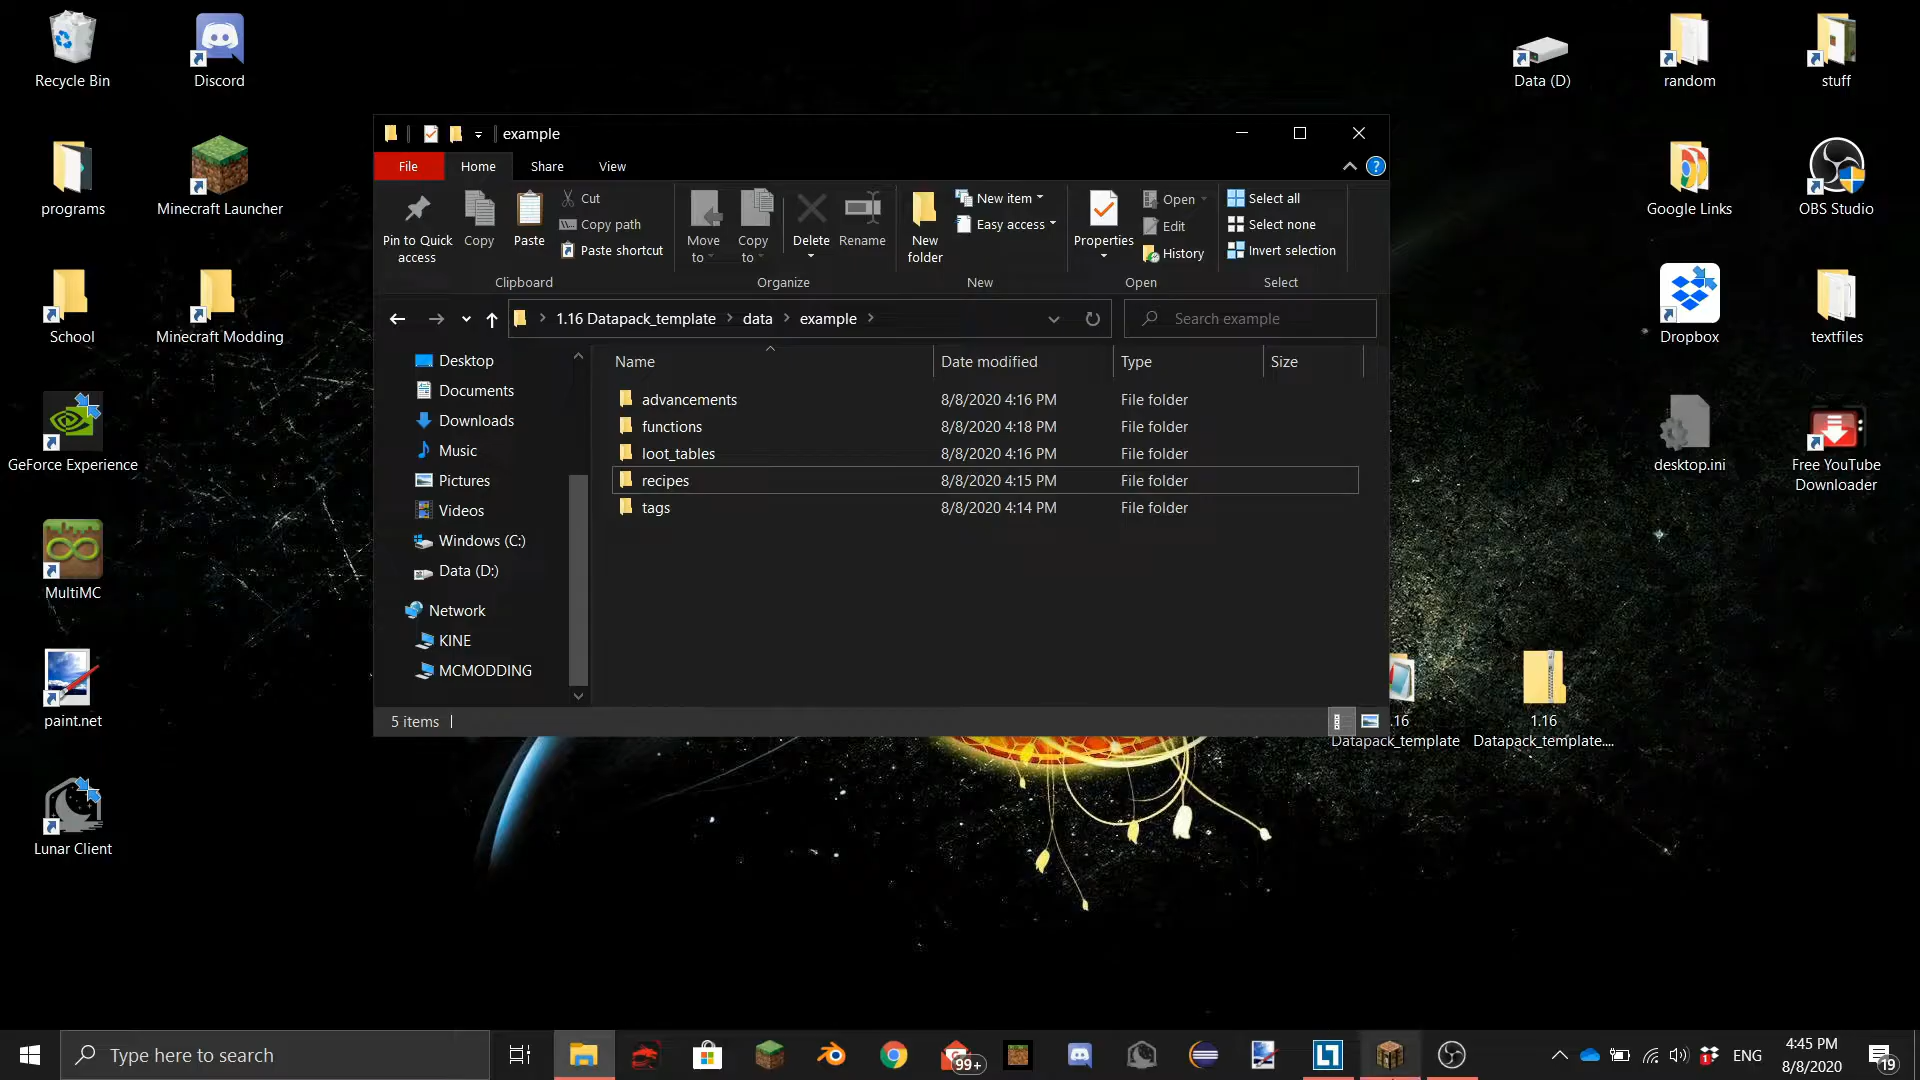 Recycle Bin
Discord
programs
Minecraft Launcher
School
Minecraft Modding
GeForce Experience
MultiMC
paint.net
Lunar Client
example
File
Home
Share
View
?
Pin to Quick access
Copy
Paste
Cut
Copy path
Paste shortcut
Clipboard
Move to
Copy to
Delete
Rename
Organize
New folder
New item
Easy access
New
Properties
Open
Edit
History
Open
Select all
Select none
Invert selection
Select
1.16 Datapack_template
data
example
Search example
Desktop
Documents
Downloads
Music
Pictures
Videos
Windows (C:)
Data (D:)
Network
KINE
MCMODDING
Name Date modified Type Size
advancements 8/8/2020 4:16 PM File folder
functions 8/8/2020 4:18 PM File folder
loot_tables 8/8/2020 4:16 PM File folder
recipes 8/8/2020 4:15 PM File folder
tags 8/8/2020 4:14 PM File folder
5 items
Data (D)
random
stuff
Google Links
OBS Studio
Dropbox
textfiles
desktop.ini
Free YouTube
Downloader
.16
Datapack_template
1.16
Datapack_template....
Type here to search
99+
1
ENG
4:45 PM
8/8/2020
19